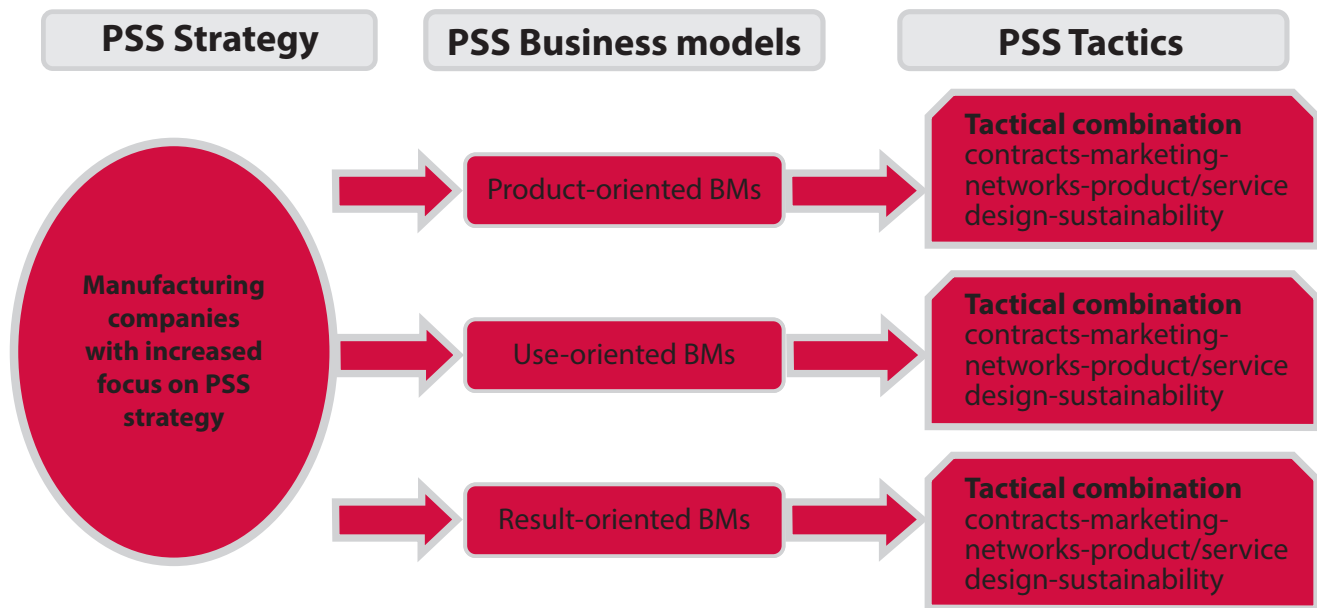 PSS Strategy
PSS Business models
PSS Tactics
Manufacturing
companies
with increased
focus on PSS
strategy
Product-oriented BMs
Tactical combination
contracts-marketing-
networks-product/service
design-sustainability
Use-oriented BMs
Tactical combination
contracts-marketing-
networks-product/service
design-sustainability
Result-oriented BMs
Tactical combination
contracts-marketing-
networks-product/service
design-sustainability